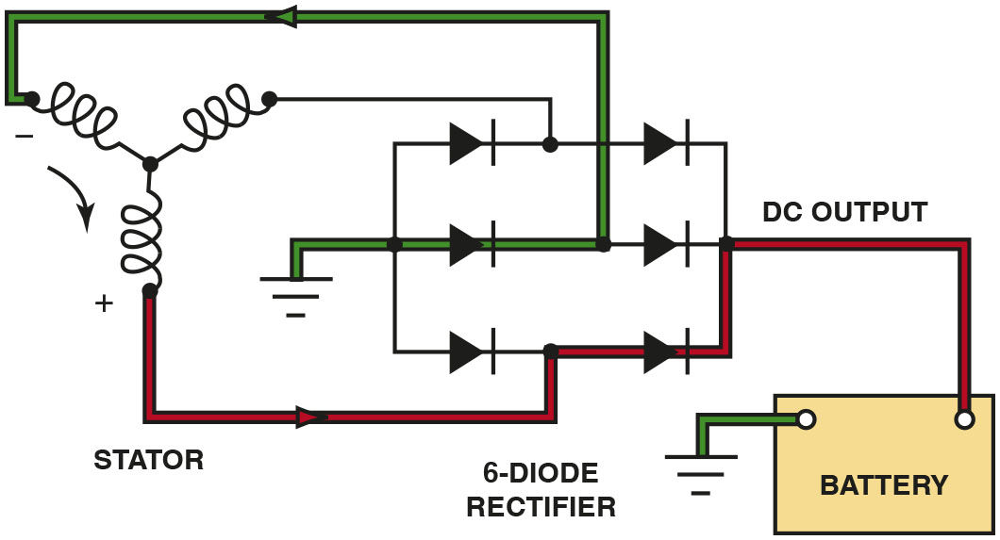 −
+
DC OUTPUT
STATOR
6-DIODE
RECTIFIER
BATTERY